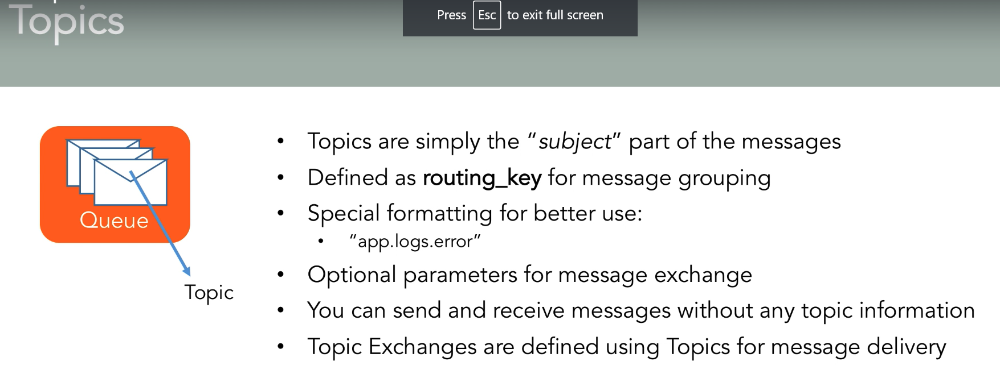 Topics
Press Esc to exit full screen
• Topics are simply the “subject” part of the messages
• Defined as routing_key for message grouping
• Special formatting for better use:
• “app.logs.error”
• Optional parameters for message exchange
• You can send and receive messages without any topic information
• Topic Exchanges are defined using Topics for message delivery
Queue
Topic